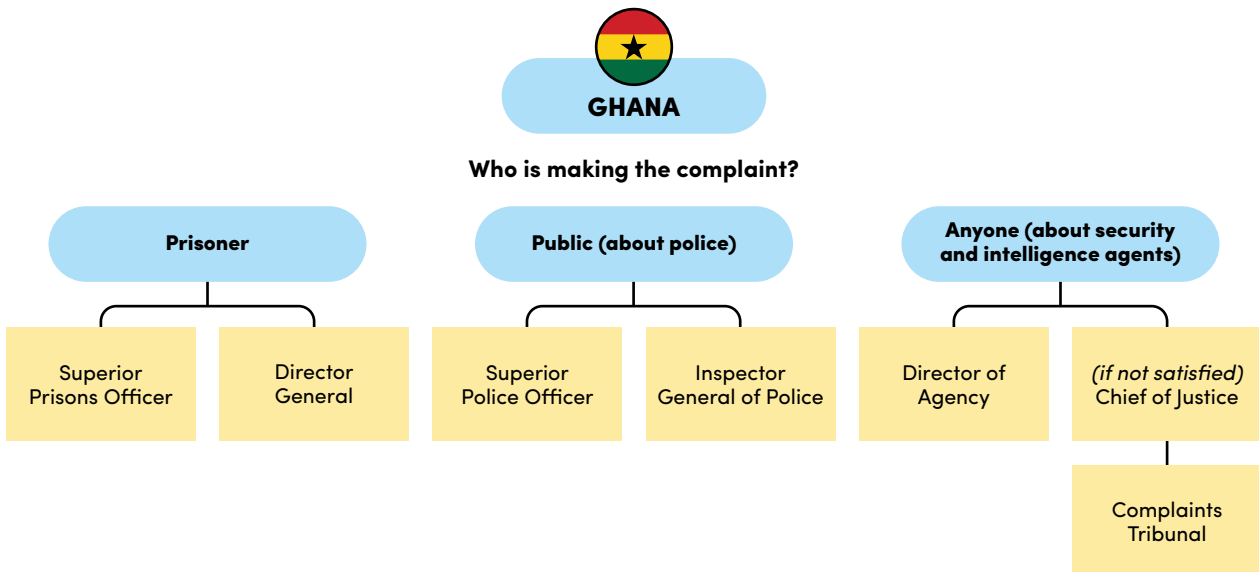 GHANA
Who is making the complaint?
Prisoner
Public (about police)
Anyone (about security
and intelligence agents)
Superior
Prisons Officer
Director
General
Superior
Police Officer
Inspector
General of Police
Director of
Agency
(if not satisfied)
Chief of Justice
Complaints
Tribunal